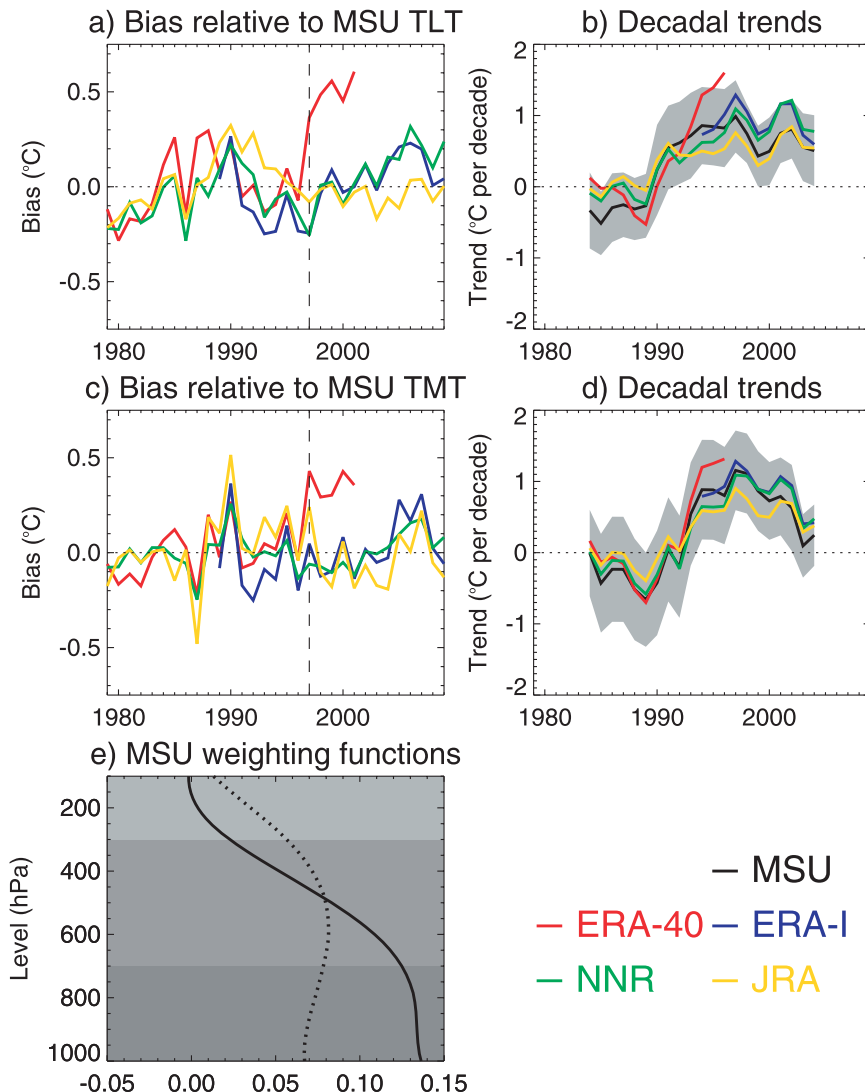 a) Bias relative to MSU TLT
b) Decadal trends
Bias (°C)
0.5
0.0
-0.5
1980 1990 2000
Trend (°C per decade)
2
1
0
-1
-2
1980 1990 2000
c) Bias relative to MSU TMT
d) Decadal trends
Bias (°C)
0.5
0.0
-0.5
1980 1990 2000
Trend (°C per decade)
2
1
0
-1
-2
1980 1990 2000
e) MSU weighting functions
Level (hPa)
200
400
600
800
1000
-0.05 0.00 0.05 0.10 0.15
MSU
ERA-40 ERA-I
NNR JRA